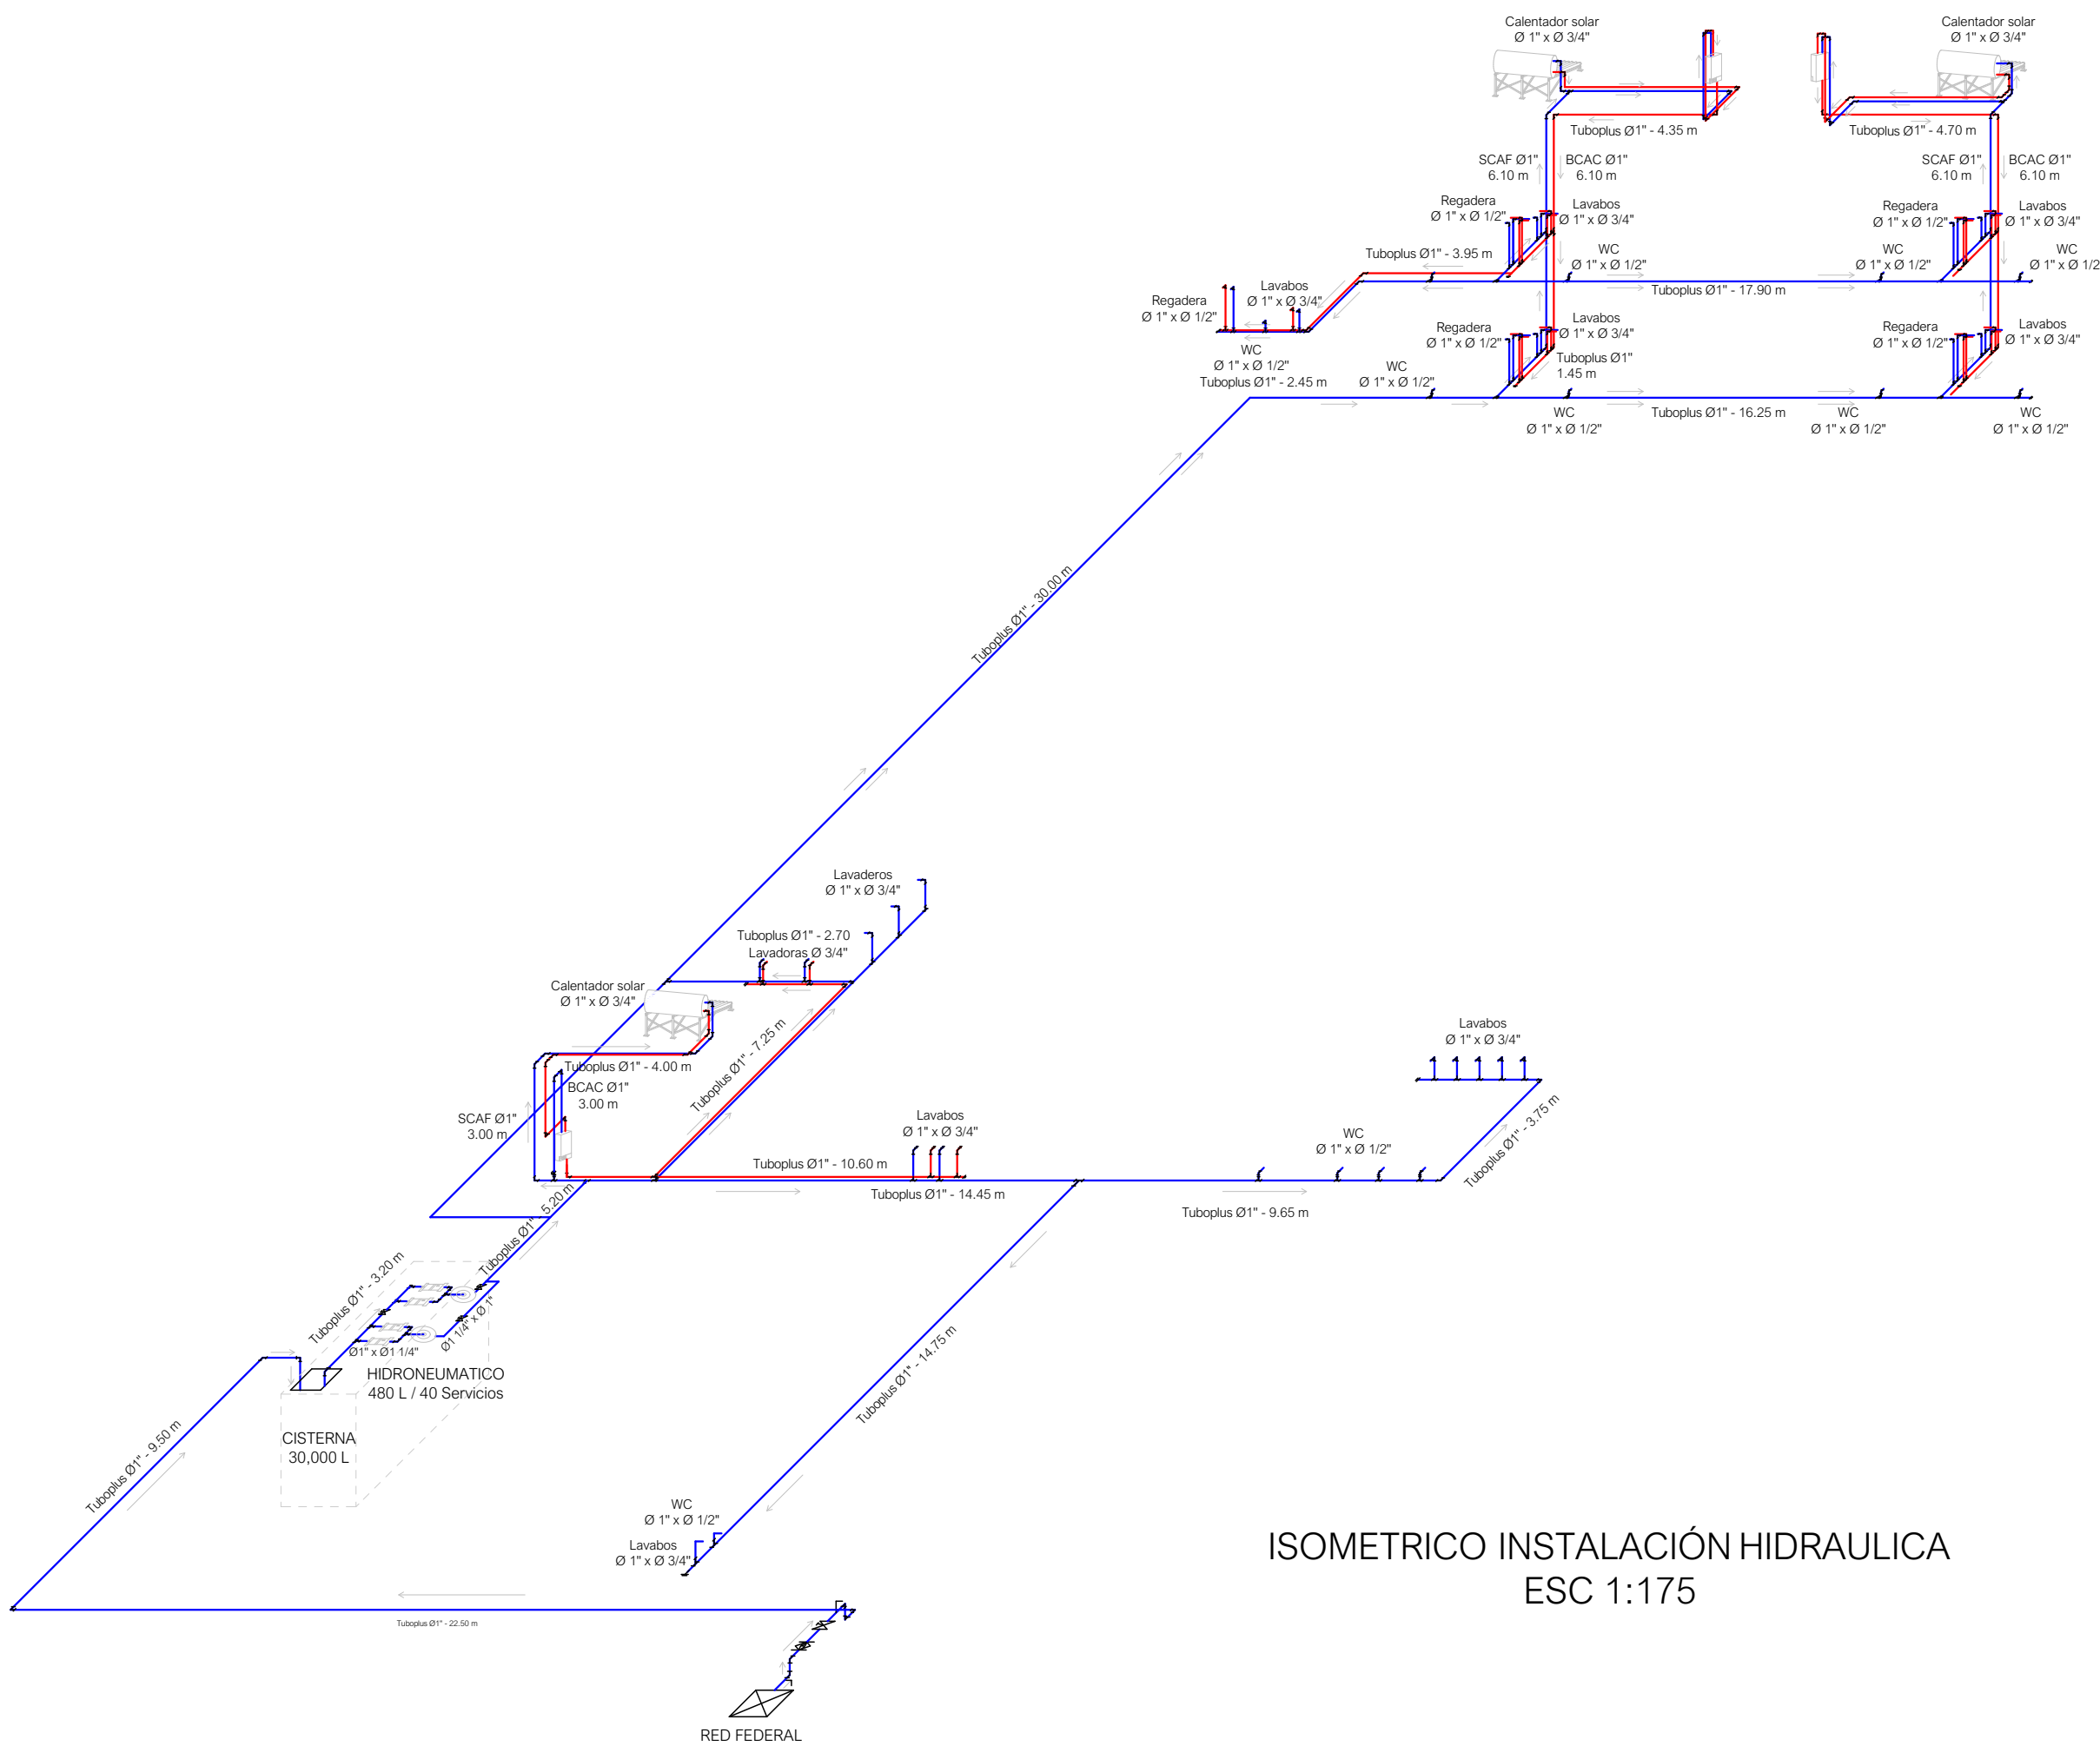 Calentador solar
Ø 1" x Ø 3/4"
Calentador solar
Ø 1" x Ø 3/4"
Tuboplus Ø1" - 4.35 m
Tuboplus Ø1" - 4.70 m
SCAF Ø1"
6.10 m
BCAC Ø1"
6.10 m
SCAF Ø1"
6.10 m
BCAC Ø1"
6.10 m
Regadera
Ø 1" x Ø 1/2"
Lavabos
Ø 1" x Ø 3/4"
Regadera
Ø 1" x Ø 1/2"
Lavabos
Ø 1" x Ø 3/4"
Tuboplus Ø1" - 3.95 m
WC
Ø 1" x Ø 1/2"
WC
Ø 1" x Ø 1/2"
WC
Ø 1" x Ø 1/2
Tuboplus Ø1" - 17.90 m
Regadera
Ø 1" x Ø 1/2"
Lavabos
Ø 1" x Ø 3/4"
Regadera
Ø 1" x Ø 1/2"
Lavabos
Ø 1" x Ø 3/4"
Regadera
Ø 1" x Ø 1/2"
Lavabos
Ø 1" x Ø 3/4"
WC
Ø 1" x Ø 1/2"
Tuboplus Ø1" - 2.45 m
WC
Ø 1" x Ø 1/2"
Tuboplus Ø1"
1.45 m
WC
Ø 1" x Ø 1/2"
Tuboplus Ø1" - 16.25 m
WC
Ø 1" x Ø 1/2"
WC
Ø 1" x Ø 1/2"
Tuboplus Ø1" - 30.00 m
Lavaderos
Ø 1" x Ø 3/4"
Tuboplus Ø1" - 2.70
Lavadoras Ø 3/4"
Calentador solar
Ø 1" x Ø 3/4"
Tuboplus Ø1" - 7.25 m
Tuboplus Ø1" - 4.00 m
BCAC Ø1"
3.00 m
SCAF Ø1"
3.00 m
Lavabos
Ø 1" x Ø 3/4"
Lavabos
Ø 1" x Ø 3/4"
WC
Ø 1" x Ø 1/2"
Tuboplus Ø1" - 3.75 m
Tuboplus Ø1" - 10.60 m
Tuboplus Ø1" - 14.45 m
Tuboplus Ø1" - 9.65 m
Tuboplus Ø1" - 5.20 m
Tuboplus Ø1" - 3.20 m
Ø1 1/4" x Ø 1"
Ø1" x Ø1 1/4"
HIDRONEUMATICO
480 L / 40 Servicios
Tuboplus Ø1" - 14.75 m
CISTERNA
30,000 L
Tuboplus Ø1" - 9.50 m
WC
Ø 1" x Ø 1/2"
Lavabos
Ø 1" x Ø 3/4"
ISOMETRICO INSTALACIÓN HIDRAULICA
ESC 1:175
Tuboplus Ø1" - 22.50 m
RED FEDERAL